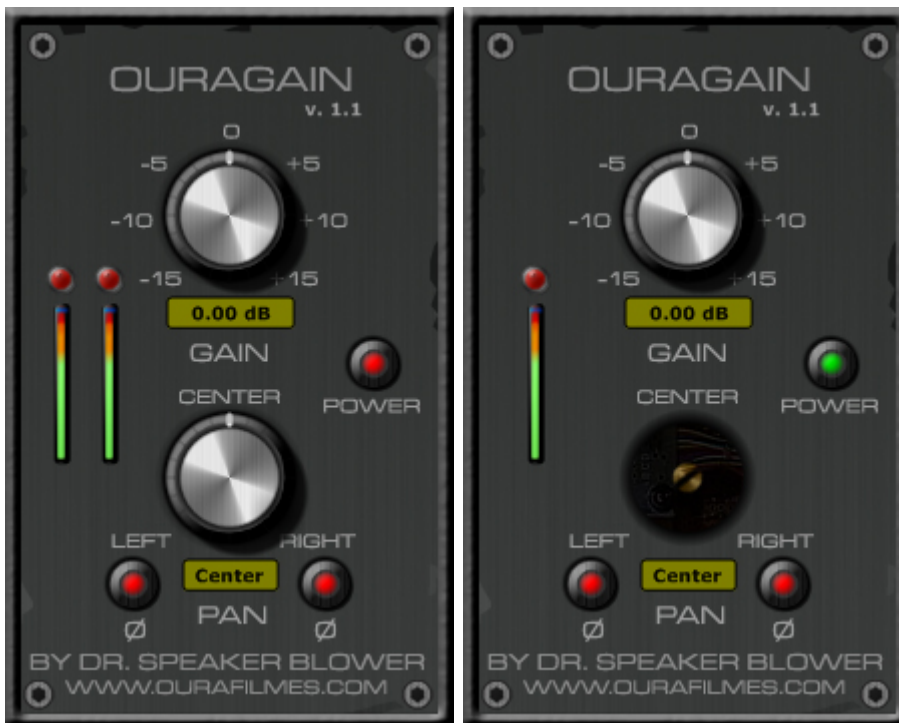 OURAGAIN
v. 1.1
0
-5 +5
-10 +10
-15 +15
0.00 dB
GAIN
POWER
CENTER
LEFT RIGHT
Center
PAN
Ø Ø
BY DR. SPEAKER BLOWER
WWW.OURAFILMES.COM
OURAGAIN
v. 1.1
0
-5 +5
-10 +10
-15 +15
0.00 dB
GAIN
POWER
CENTER
LEFT RIGHT
Center
PAN
Ø Ø
BY DR. SPEAKER BLOWER
WWW.OURAFILMES.COM